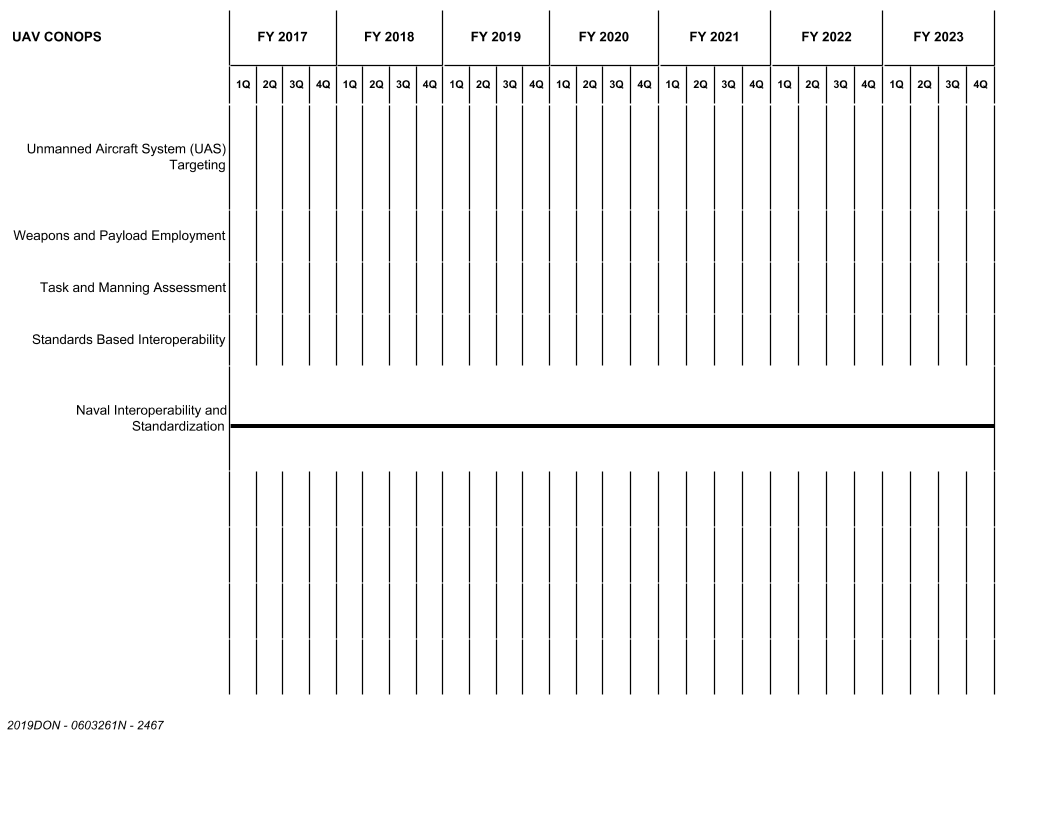 UAV CONOPS FY 2017 FY 2018 FY 2019 FY 2020 FY 2021 FY 2022 FY 2023
1Q 2Q 3Q 4Q 1Q 2Q 3Q 4Q 1Q 2Q 3Q 4Q 1Q 2Q 3Q 4Q 1Q 2Q 3Q 4Q 1Q 2Q 3Q 4Q 1Q 2Q 3Q 4Q
Unmanned Aircraft System (UAS)
Targeting
Weapons and Payload Employment
Task and Manning Assessment
Standards Based Interoperability
Naval Interoperability and
Standardization
2019DON - 0603261N - 2467